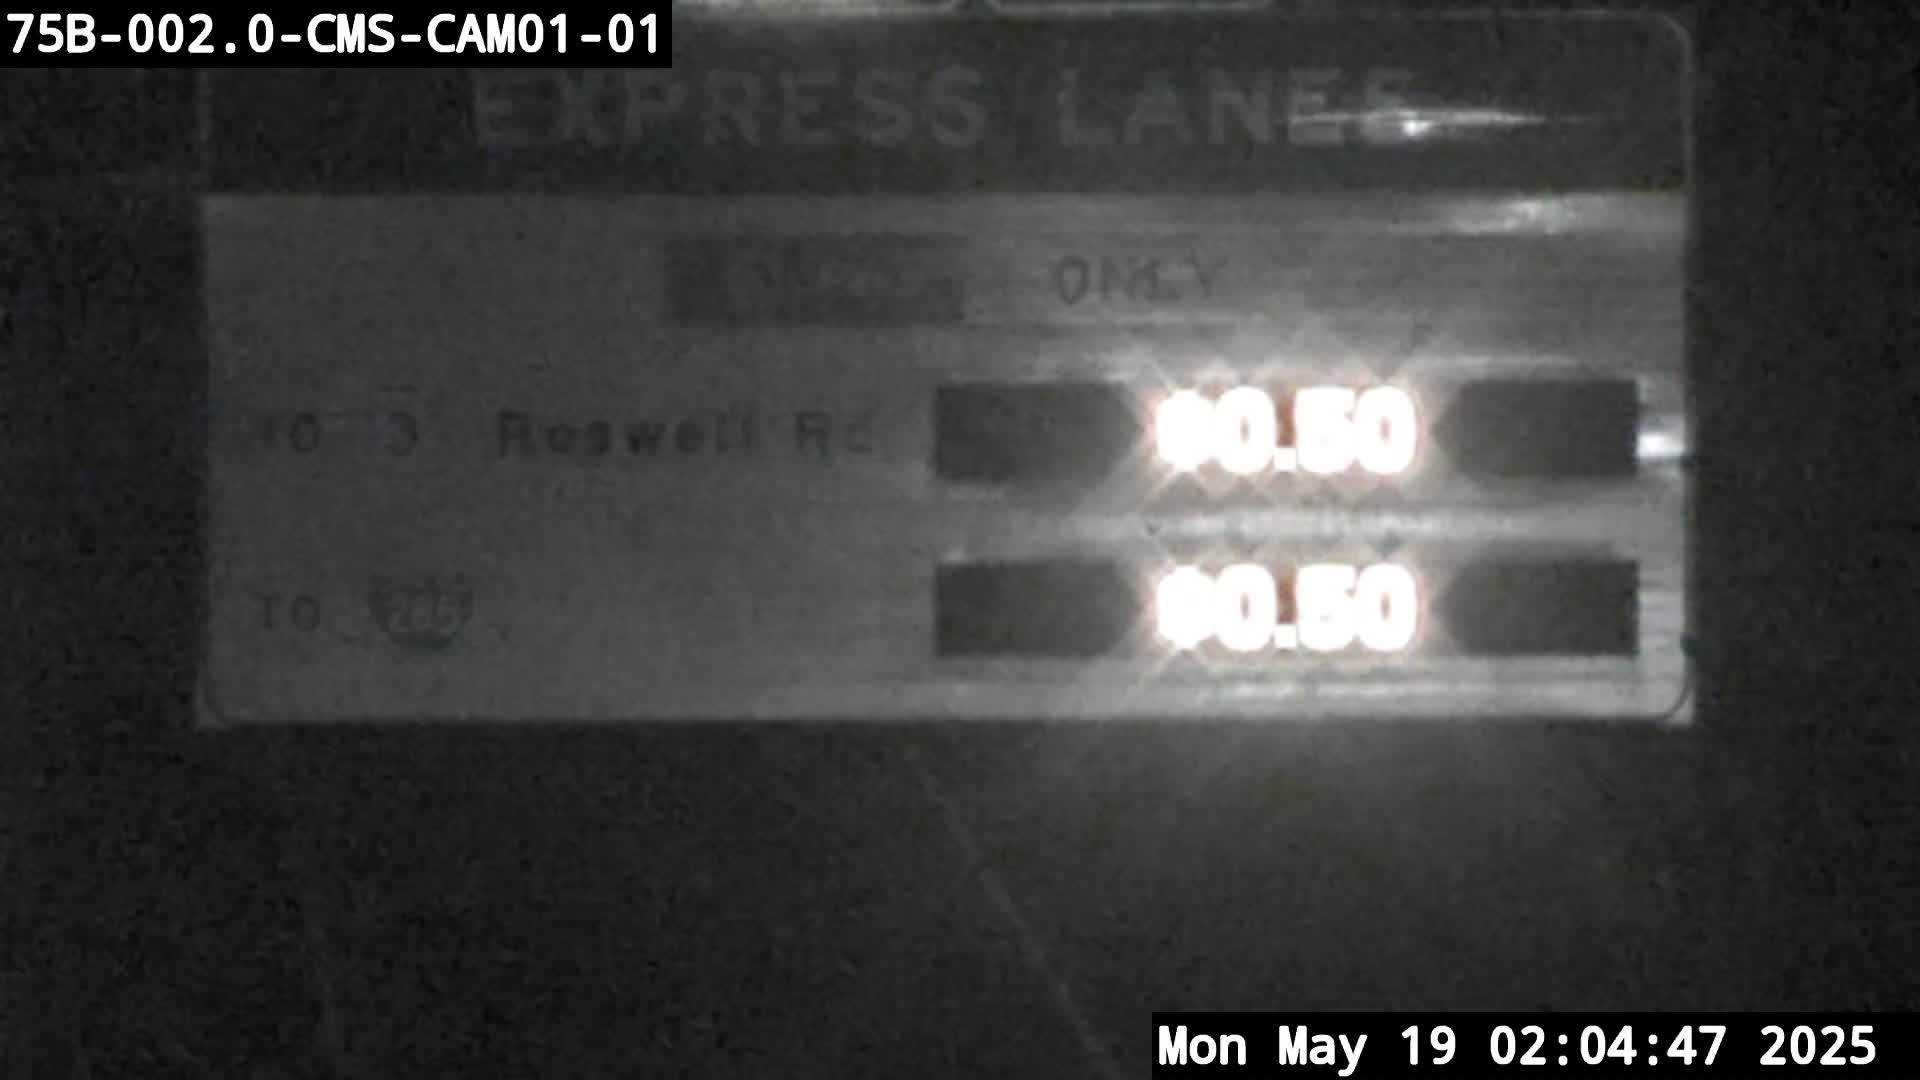 75B-002.0-CMS-CAM01-01
EXPRESS LANES
ONLY
TO 3 Roswell Rd $0.50
TO $0.50
Mon May 19 02:04:47 2025